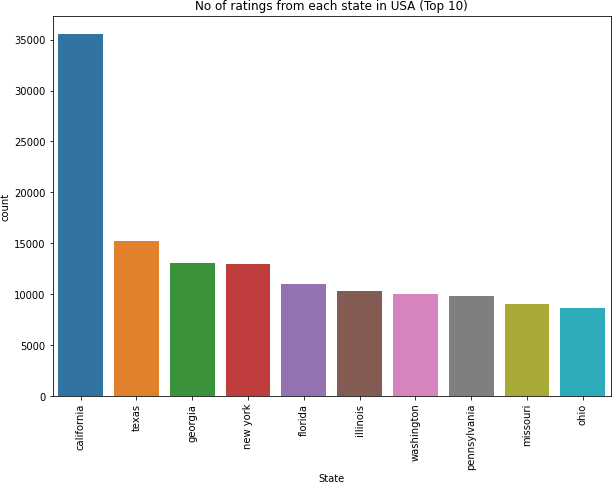 No of ratings from each state in USA (Top 10)
35000
30000
25000
20000
15000
10000
5000
0
count
california
texas
georgia
new york
florida
illinois
washington
pennsylvania
missouri
ohio
State